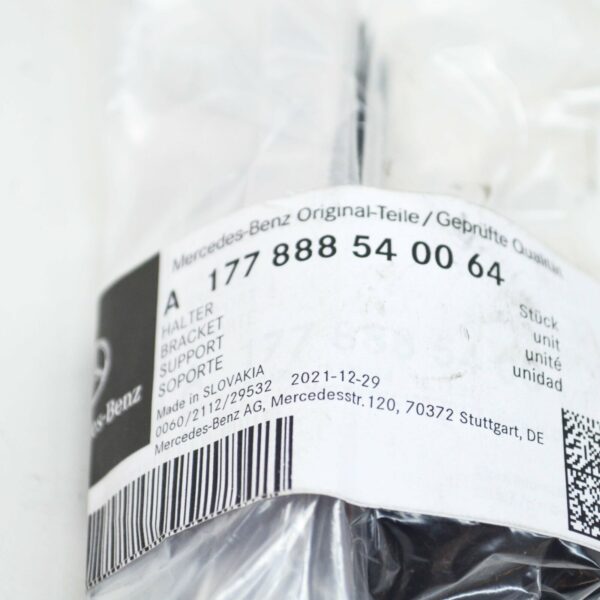 Mercedes-Benz Original-Teile / Geprüfte Qualität
A 177 888 54 00 64
HALTER
BRACKET
SUPPORT
SOPORTE
Stück
unit
unité
unidad
Made in SLOVAKIA
0060/2112/29532 2021-12-29
Mercedes-Benz AG, Mercedesstr.120, 70372 Stuttgart, DE
es-Benz